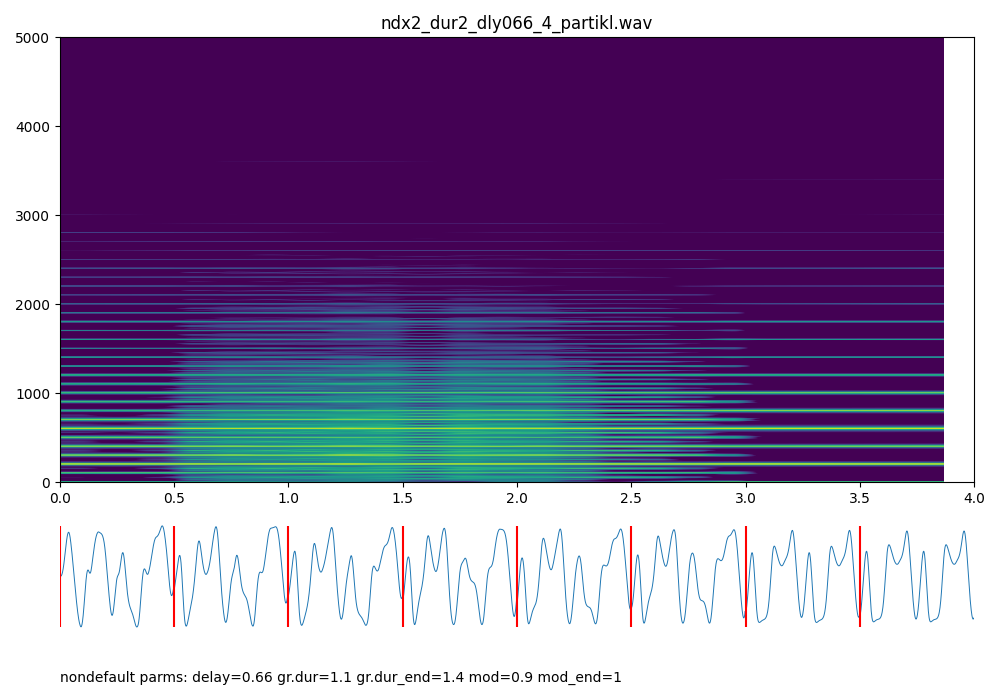 ndx2_dur2_dly066_4_partikl.wav
5000
4000
3000
2000
1000
0
0.0 0.5 1.0 1.5 2.0 2.5 3.0 3.5 4.0
nondefault parms: delay=0.66 gr.dur=1.1 gr.dur_end=1.4 mod=0.9 mod_end=1